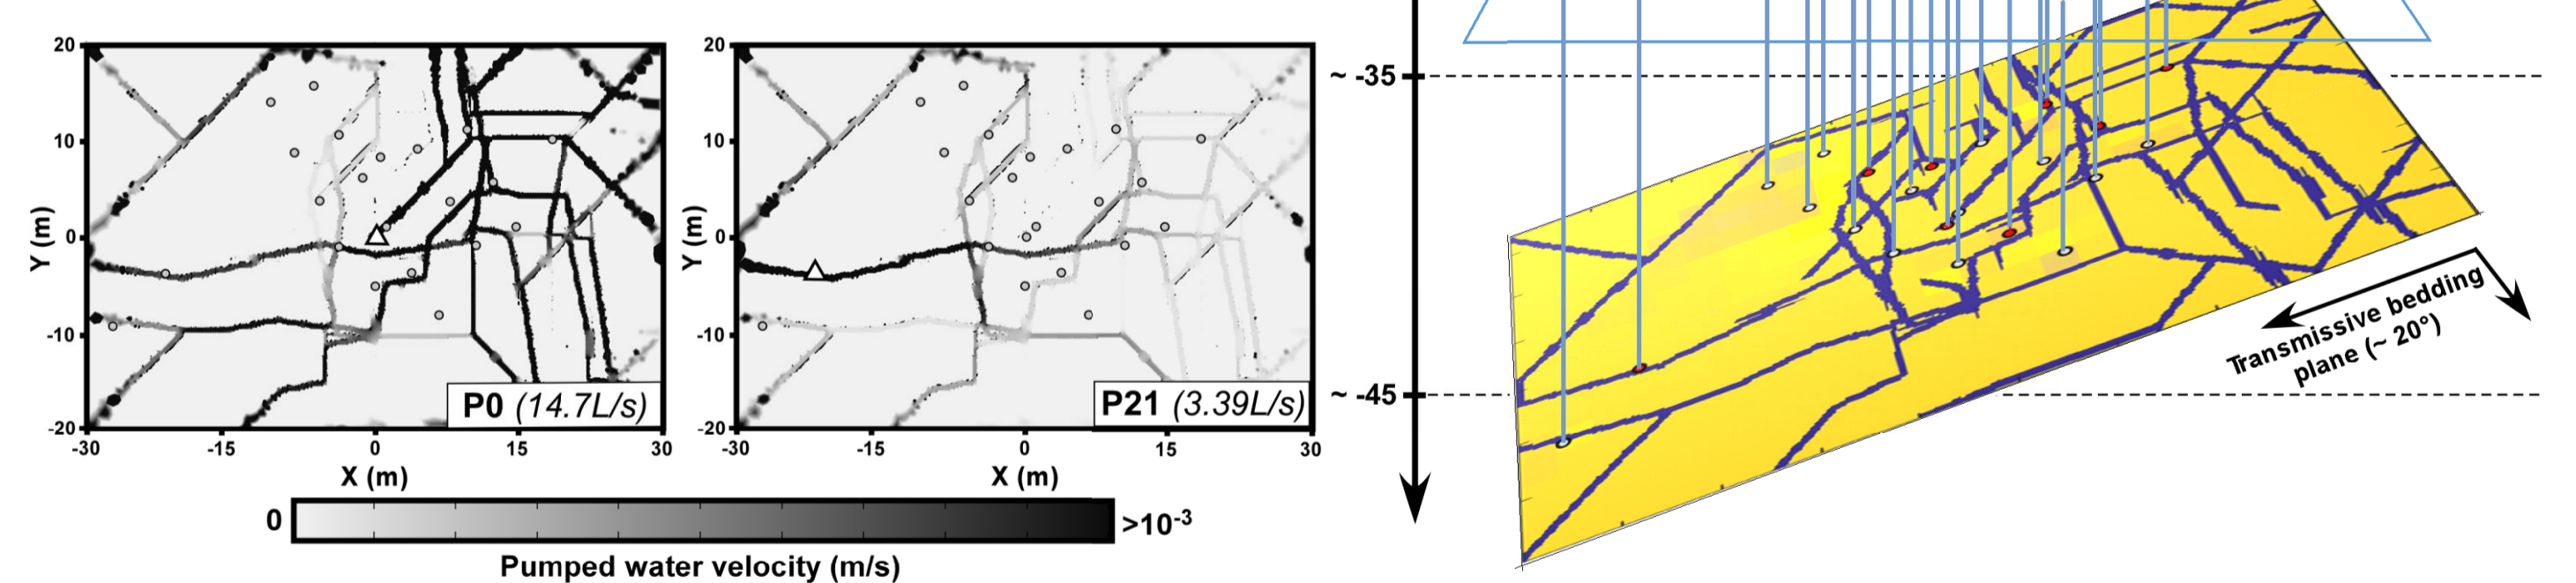 20
10
0
-10
-20
Y (m)
-30
-15
0
15
30
X (m)
P0 (14.7L/s)
20
10
0
-10
-20
Y (m)
-30
-15
0
15
30
X (m)
P21 (3.39L/s)
0
>10-3
Pumped water velocity (m/s)
~ -35
~ -45
Transmissive bedding
plane (~ 20°)